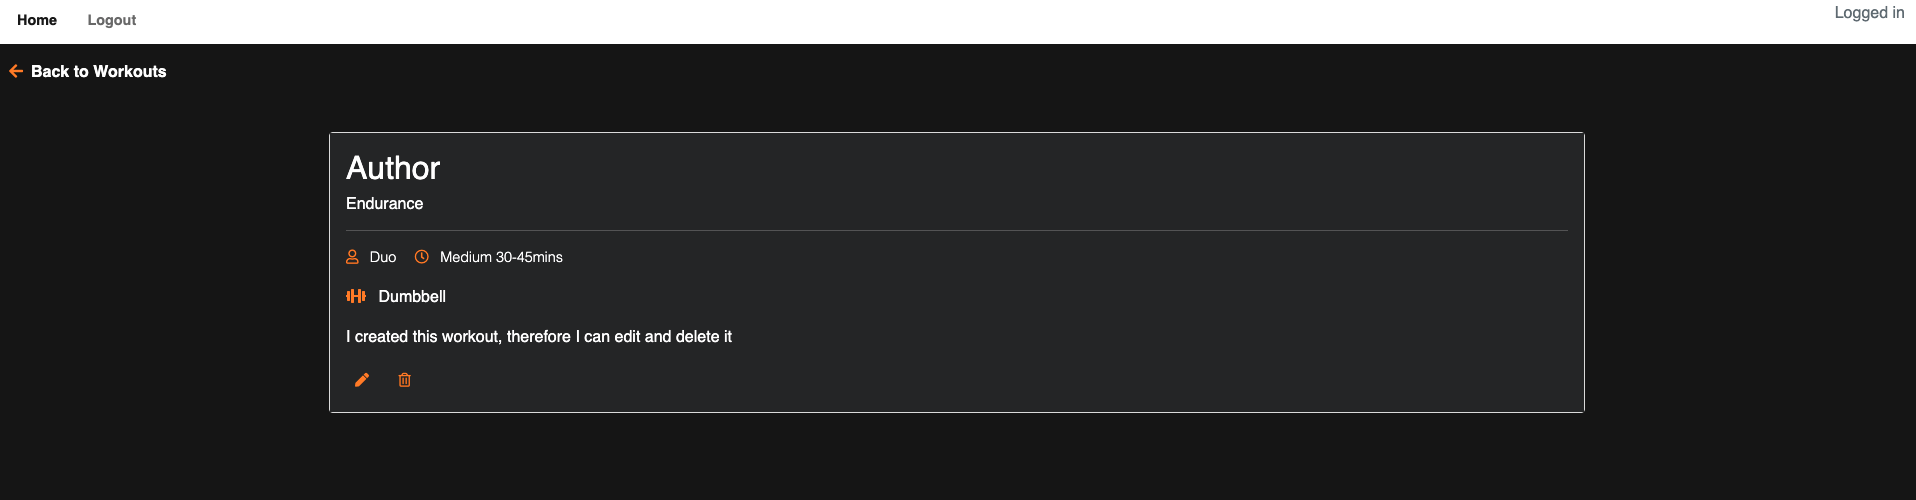 Home Logout Logged in
Back to Workouts
Author
Endurance
Duo Medium 30-45mins
Dumbbell
I created this workout, therefore I can edit and delete it